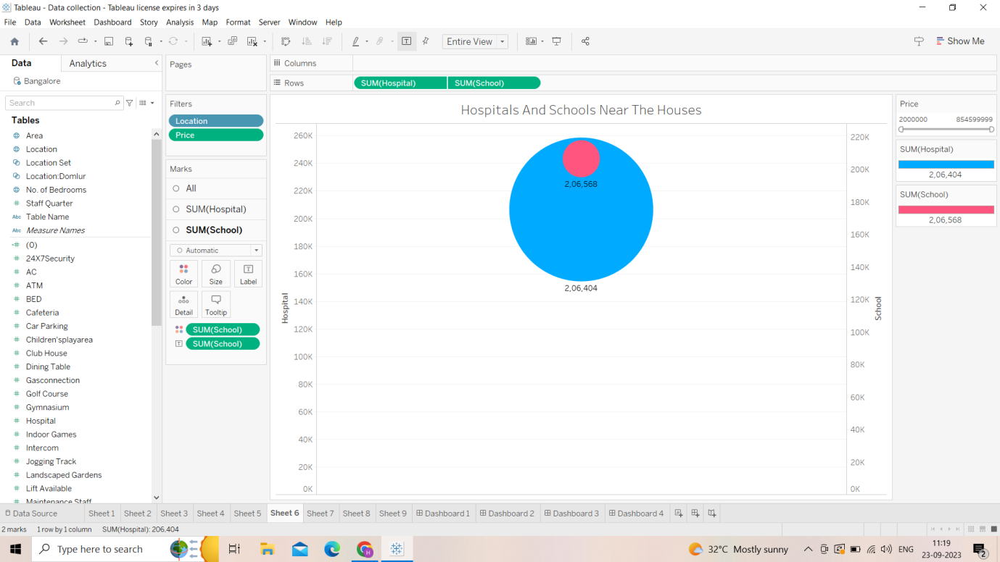 Tableau - Data collection - Tableau license expires in 3 days
File Data Worksheet Dashboard Story Analysis Map Format Server Window Help
Entire View
Show Me
Data
Analytics
Bangalore
Search
Tables
Area
Location
Location Set
Location:Domlur
No. of Bedrooms
Staff Quarter
Abc Table Name
Abc Measure Names
(0)
24X7Security
AC
ATM
BED
Cafeteria
Car Parking
Children'splayarea
Club House
Dining Table
Gasconnection
Golf Course
Gymnasium
Hospital
Indoor Games
Intercom
Jogging Track
Landscaped Gardens
Lift Available
Maintenance Staff
Pages
Filters
Location
Price
Marks
All
SUM(Hospital)
SUM(School)
Automatic
Color Size Label
Detail Tooltip
SUM(School)
SUM(School)
Columns
Rows
SUM(Hospital) SUM(School)
Hospitals And Schools Near The Houses
260K
240K
220K
200K
180K
160K
140K
120K
100K
80K
60K
40K
20K
0K
Hospital
2,06,568
2,06,404
220K
200K
180K
160K
140K
120K
100K
80K
60K
40K
20K
0K
School
Price
2000000 854599999
SUM(Hospital)
2,06,404
SUM(School)
2,06,568
Data Source Sheet 1 Sheet 2 Sheet 3 Sheet 4 Sheet 5 Sheet 6 Sheet 7 Sheet 8 Sheet 9 Dashboard 1 Dashboard 2 Dashboard 3 Dashboard 4
2 marks 1 row by 1 column SUM(Hospital): 206,404
Type here to search
32°C Mostly sunny
ENG
11:19
23-09-2023
2